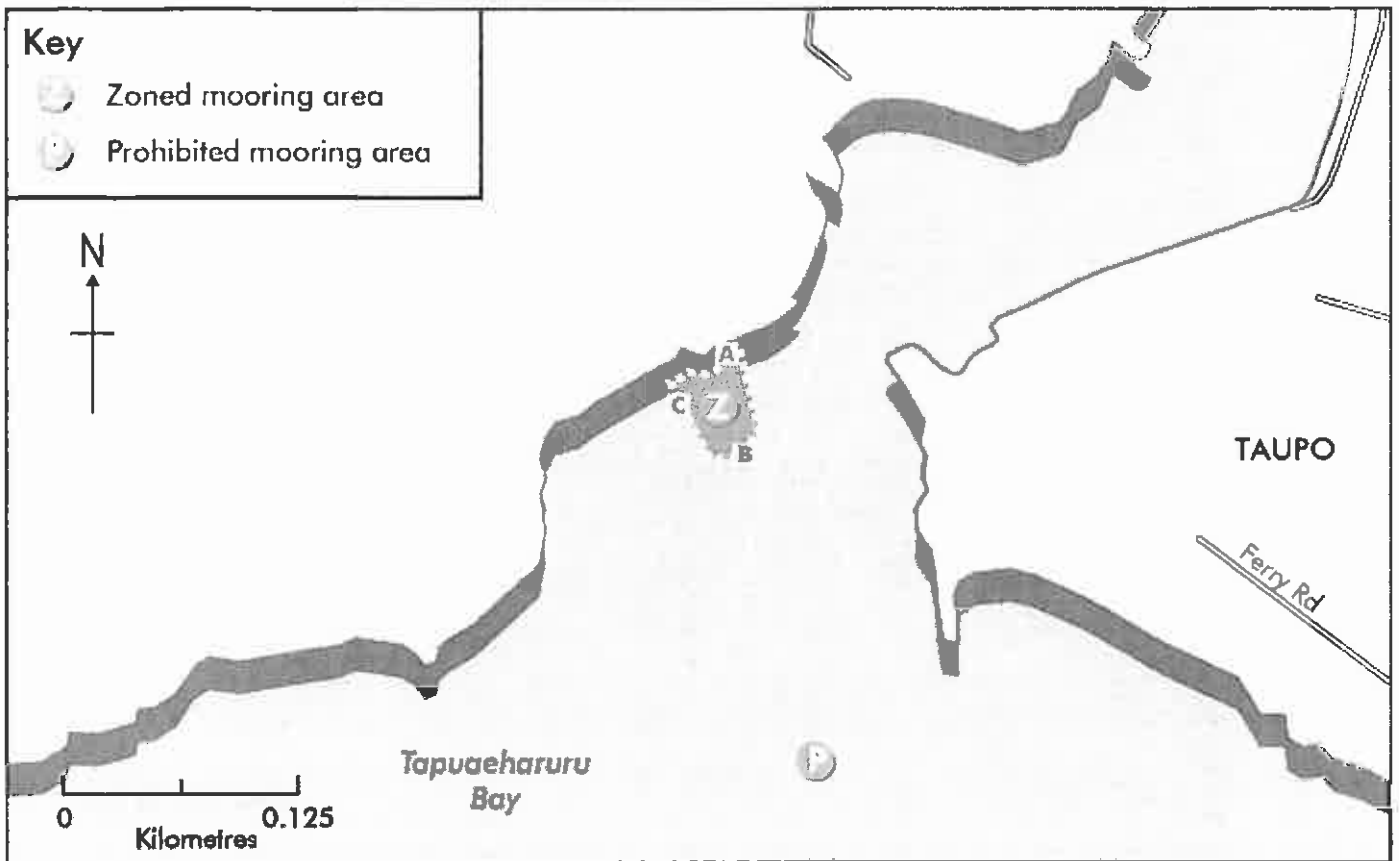 Key
Z Zoned mooring area
P Prohibited mooring area
N
A
C Z
B
TAUPO
Ferry Rd
P
Tapuaeharuru
Bay
0 0.125
Kilometres